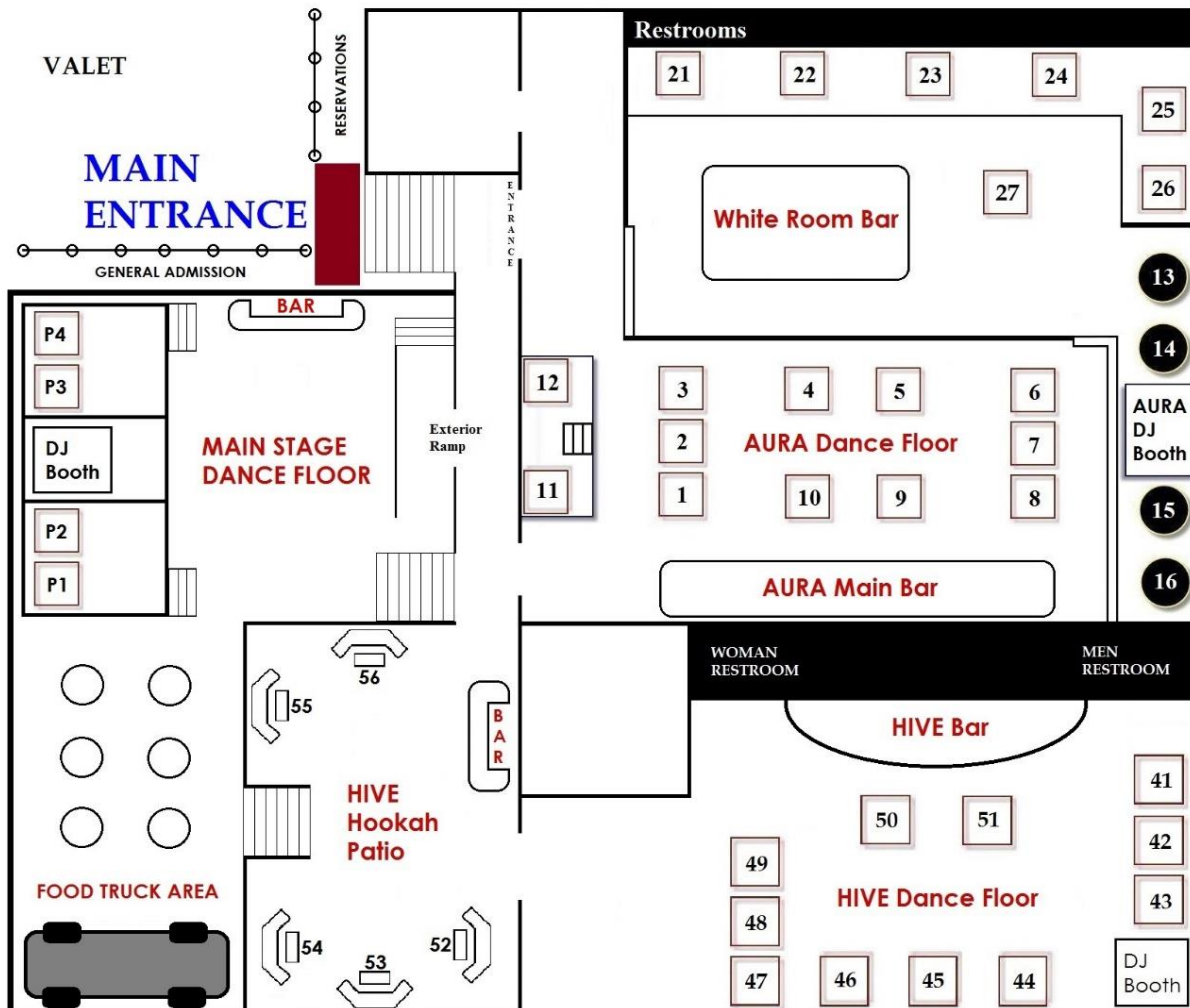 VALET
RESERVATIONS
MAIN
ENTRANCE
GENERAL ADMISSION
ENTRANCE
Restrooms
21
22
23
24
25
26
27
White Room Bar
13
14
AURA
DJ
Booth
15
16
BAR
P4
P3
DJ
Booth
P2
P1
MAIN STAGE
DANCE FLOOR
Exterior
Ramp
12
11
3
4
5
6
2
AURA Dance Floor
7
1
10
9
8
AURA Main Bar
WOMAN
RESTROOM
MEN
RESTROOM
56
55
BAR
HIVE
Hookah
Patio
54
53
52
FOOD TRUCK AREA
HIVE Bar
41
50
51
42
49
HIVE Dance Floor
43
48
47
46
45
44
DJ
Booth